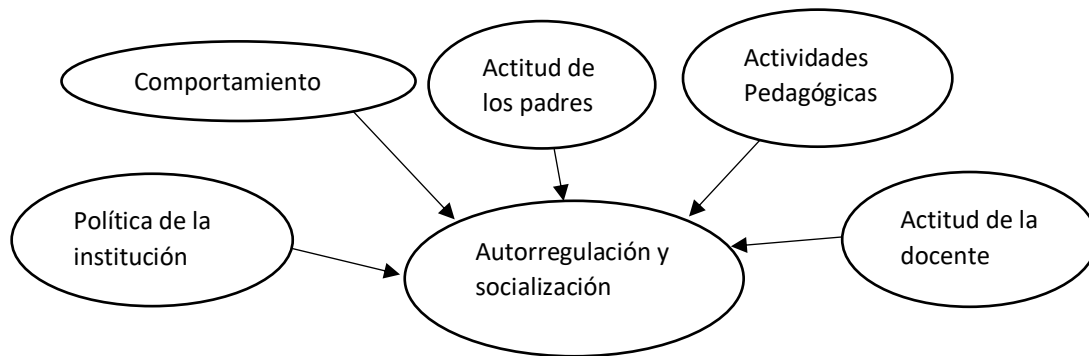 Comportamiento
Actitud de
los padres
Actividades
Pedagógicas
Política de la
institución
Autorregulación y
socialización
Actitud de la
docente